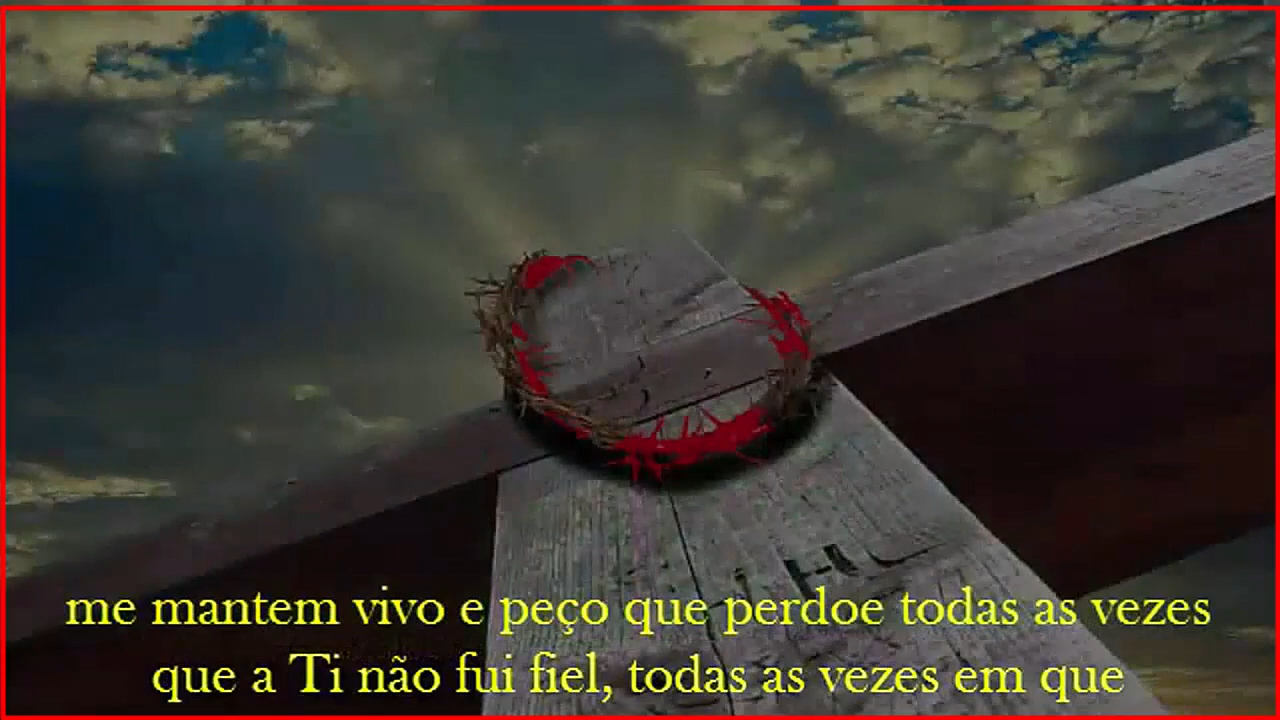 me mantem vivo e peço que perdoe todas as vezes
que a Ti não fui fiel, todas as vezes em que